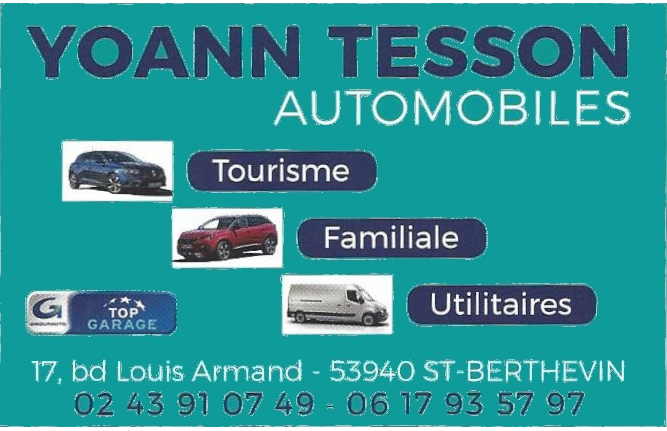 YOANN TESSON
AUTOMOBILES
Tourisme
Familiale
Utilitaires
G
GROUPAUTO
TOP
GARAGE
17, bd Louis Armand - 53940 ST-BERTHEVIN
02 43 91 07 49 - 06 17 93 57 97